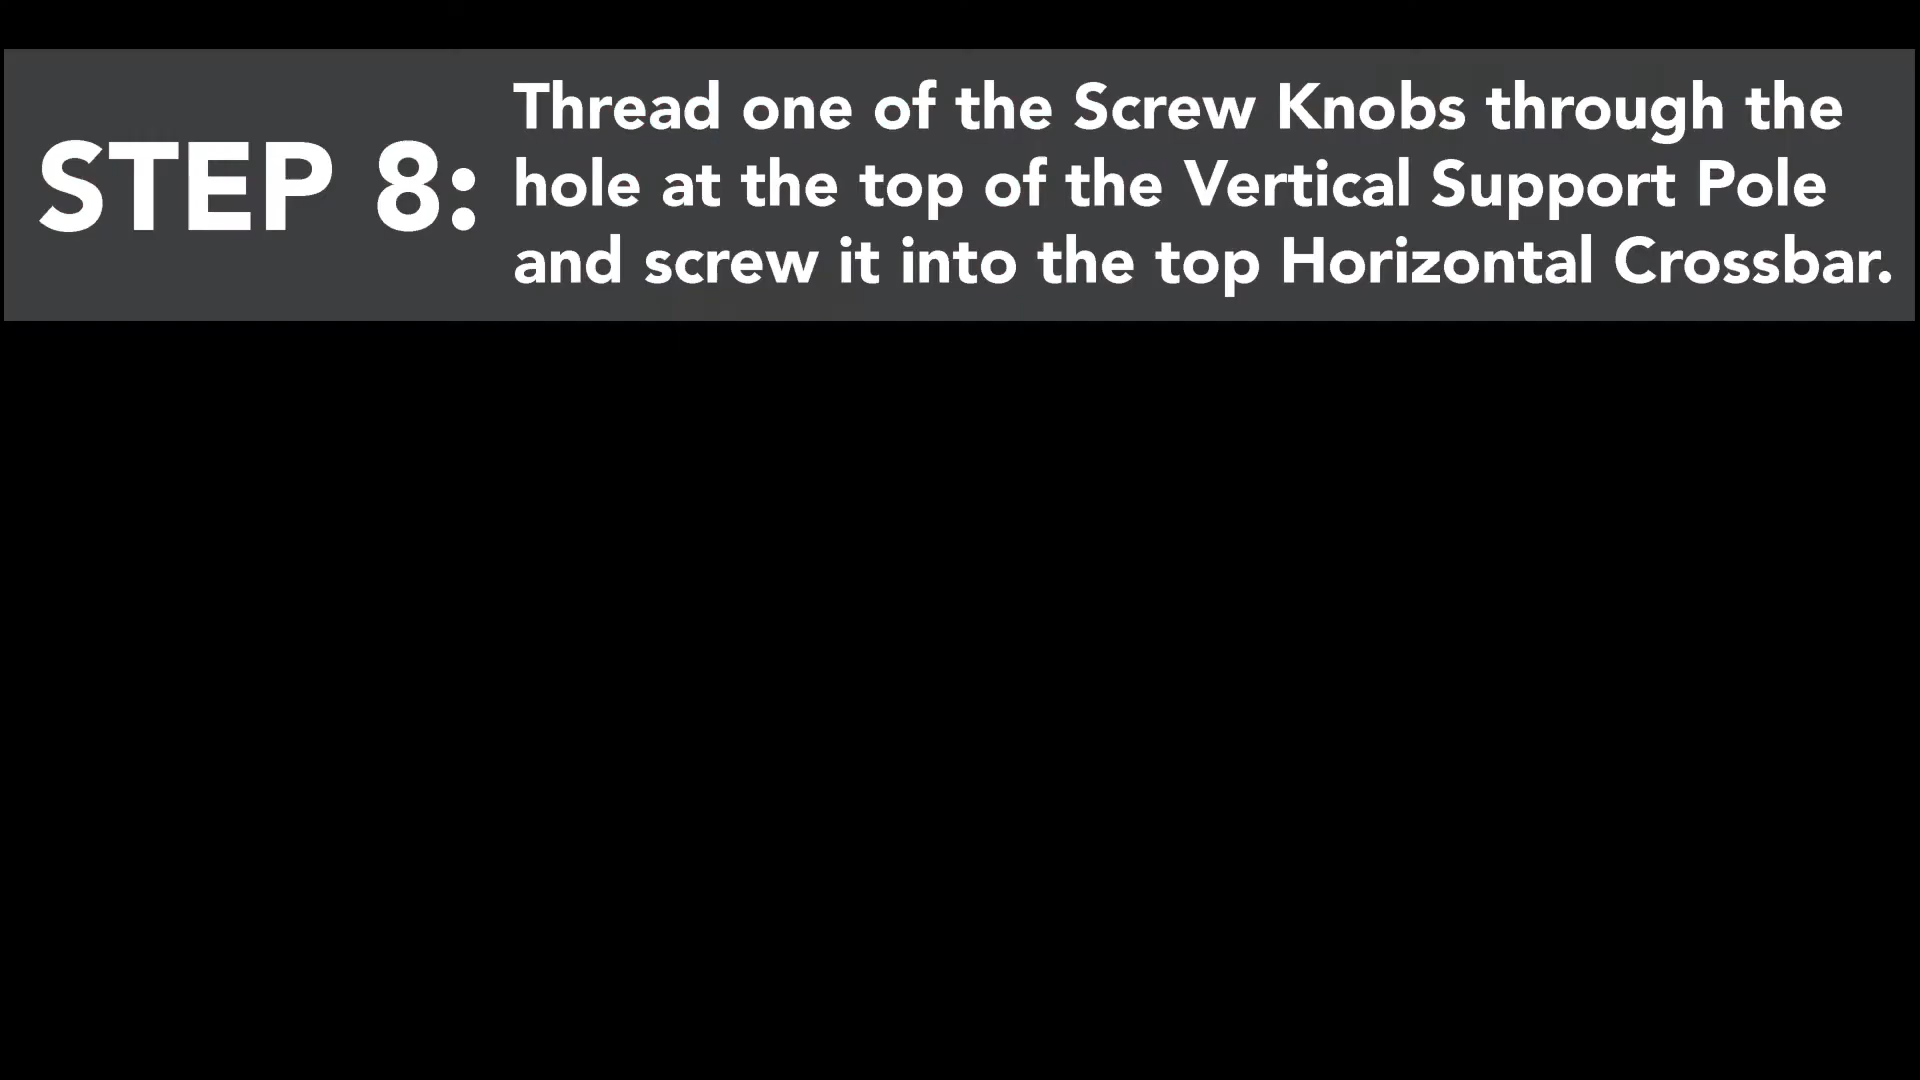 STEP 8:
Thread one of the Screw Knobs through the
hole at the top of the Vertical Support Pole
and screw it into the top Horizontal Crossbar.